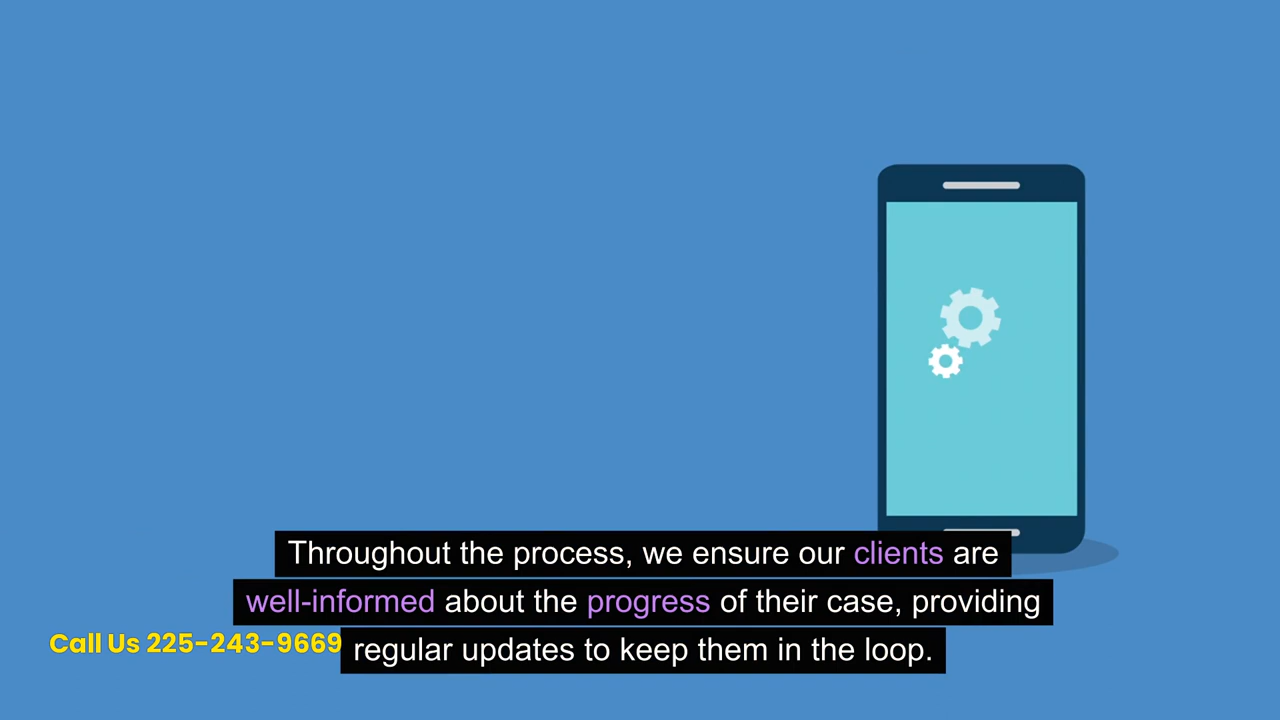 Throughout the process, we ensure our clients are
well-informed about the progress of their case, providing
regular updates to keep them in the loop.
Call Us 225-243-9669